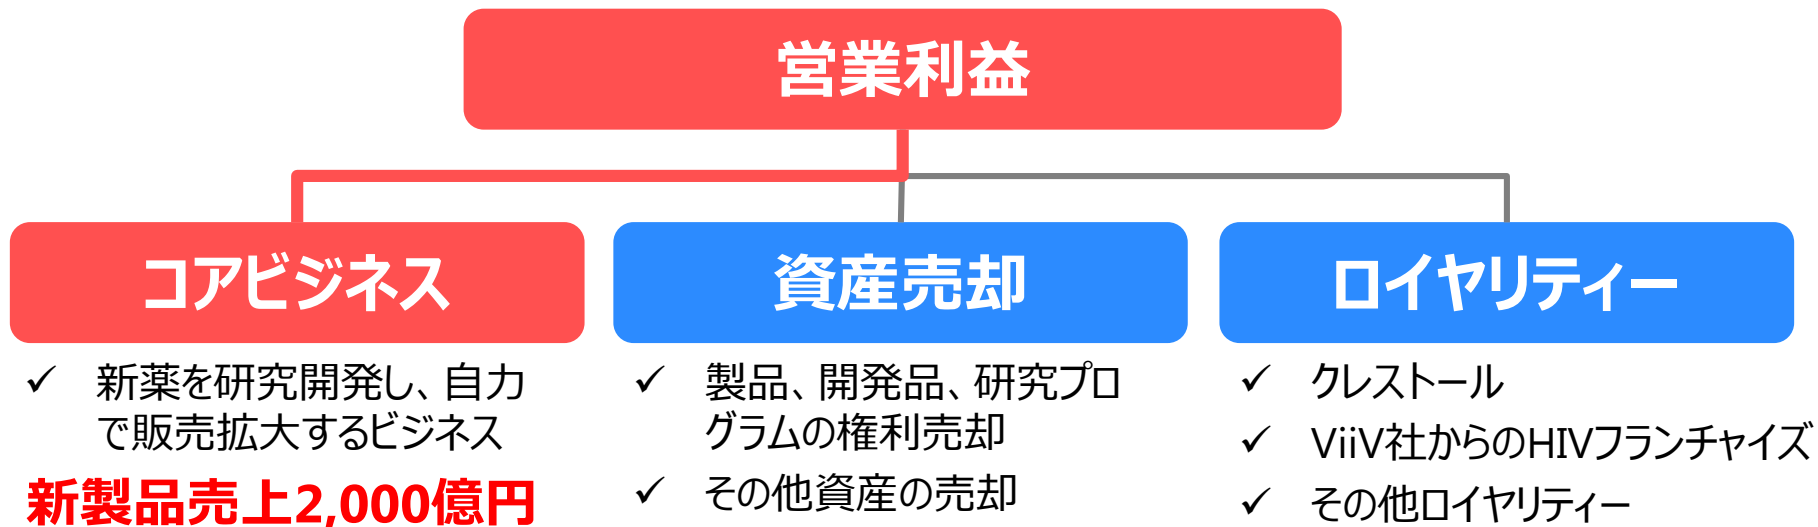 営業利益
コアビジネス
資産売却
ロイヤリティー
✓ 新薬を研究開発し、自力
で販売拡大するビジネス
新製品売上2,000億円
✓ 製品、開発品、研究プロ
グラムの権利売却
✓ その他資産の売却
✓ クレストール
✓ ViiV社からのHIVフランチャイズ
✓ その他ロイヤリティー